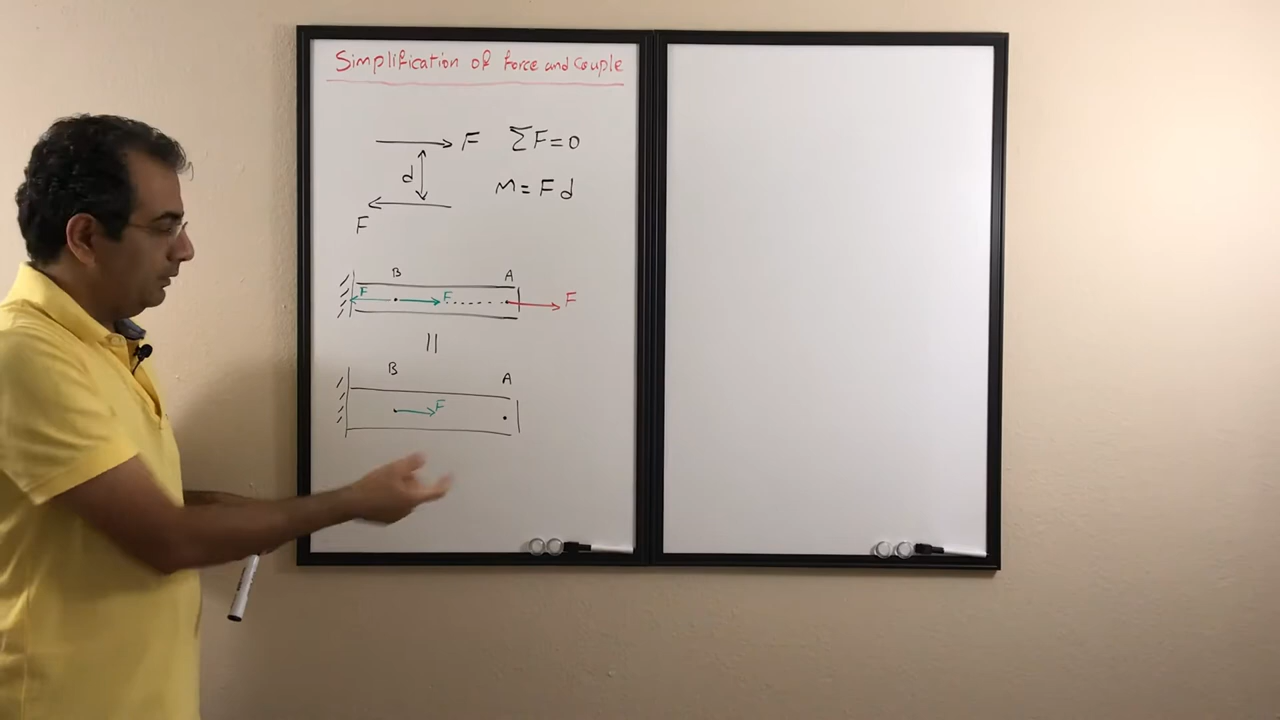 Simplification of Force and Couple
F ΣF=0
d
M = Fd
F
B A
F F F
=
B A
F